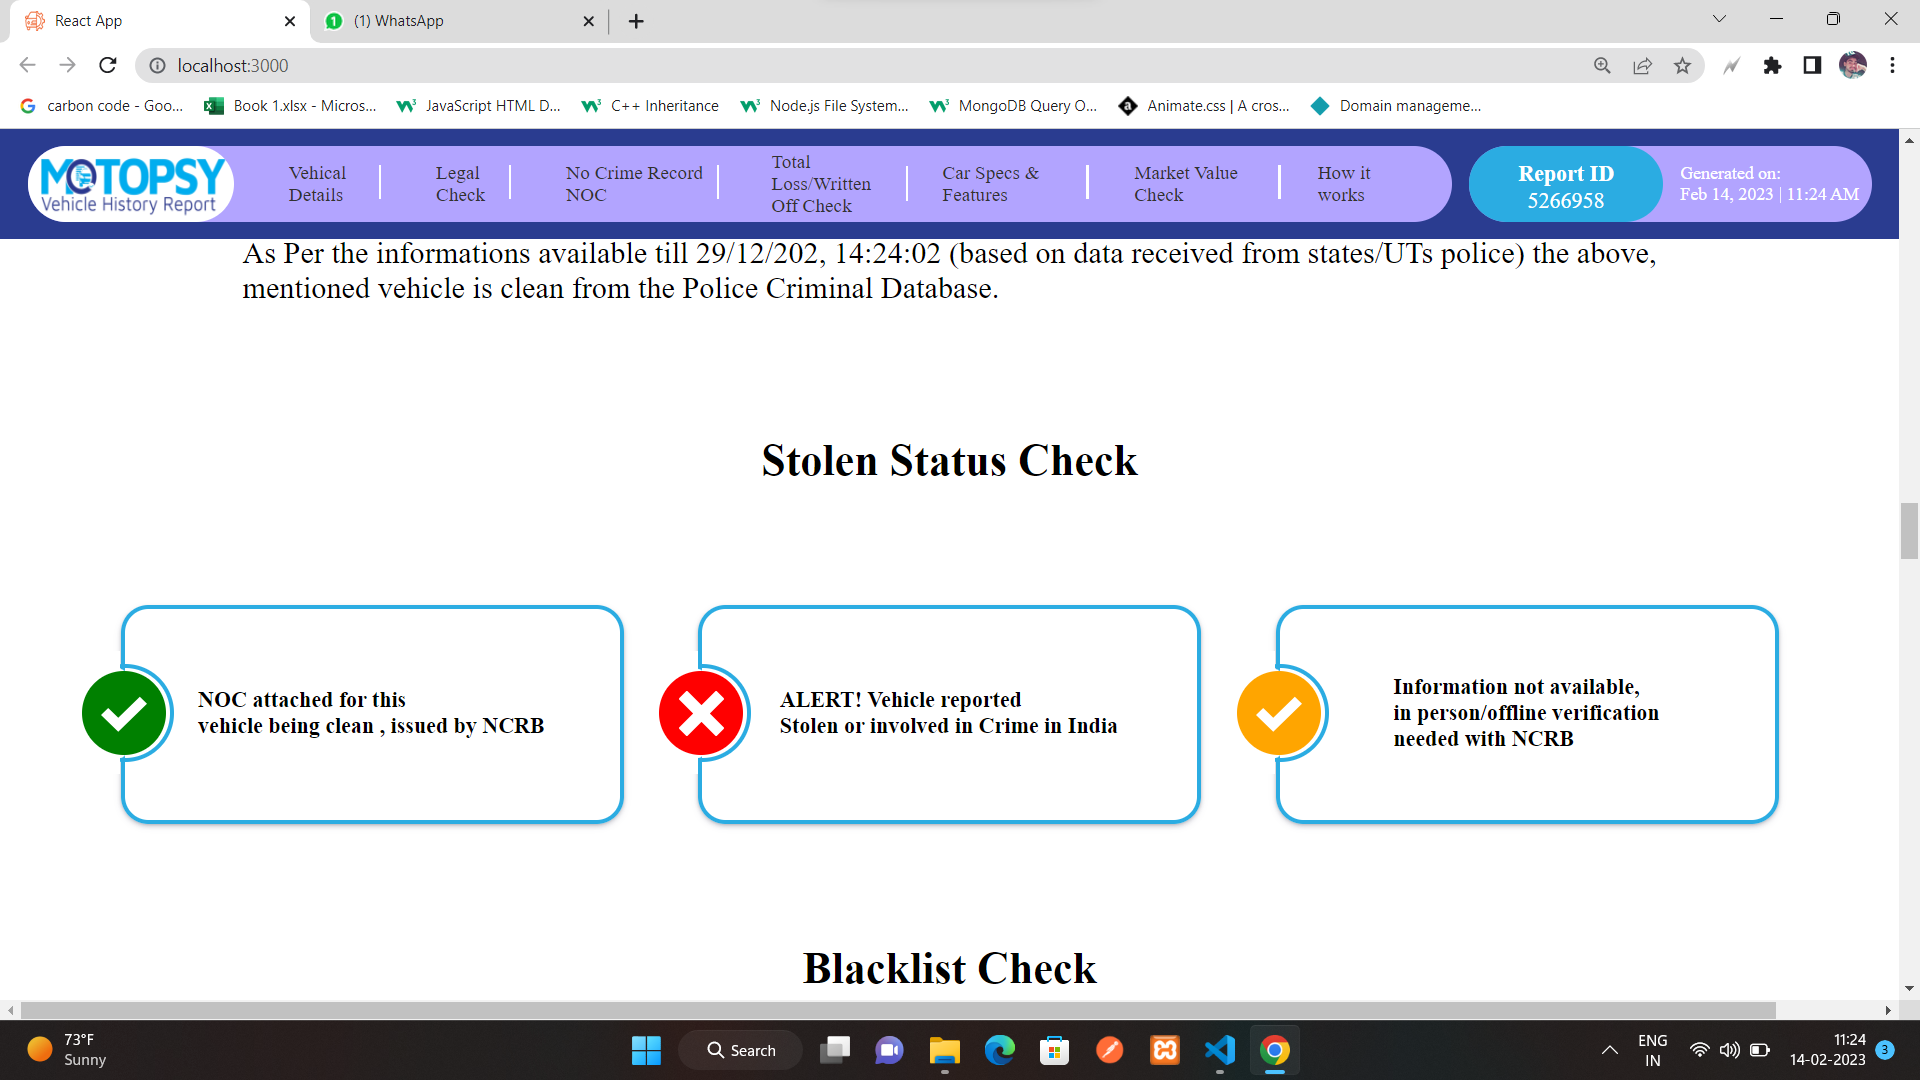 React App
(1) WhatsApp
localhost:3000
carbon code - Goo...
Book 1.xlsx - Micros...
JavaScript HTML D...
C++ Inheritance
Node.js File System...
MongoDB Query O...
Animate.css | A cros...
Domain manageme...
MOTOPSY
Vehicle History Report
Vehical
Details
Legal
Check
No Crime Record
NOC
Total
Loss/Written
Off Check
Car Specs &
Features
Market Value
Check
How it
works
Report ID
5266958
Generated on:
Feb 14, 2023 | 11:24 AM
As Per the informations available till 29/12/202, 14:24:02 (based on data received from states/UTs police) the above,
mentioned vehicle is clean from the Police Criminal Database.
Stolen Status Check
NOC attached for this
vehicle being clean , issued by NCRB
ALERT! Vehicle reported
Stolen or involved in Crime in India
Information not available,
in person/offline verification
needed with NCRB
Blacklist Check
73°F
Sunny
Search
ENG
IN
11:24
14-02-2023
3